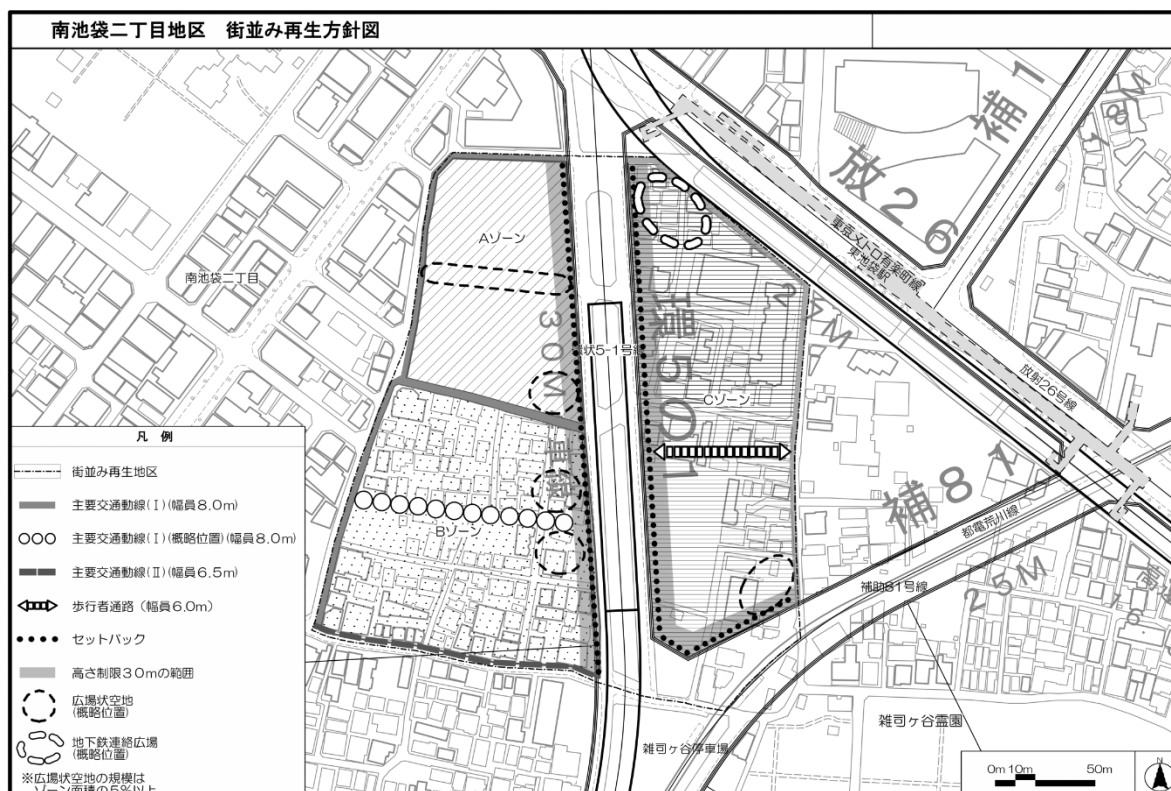 南池袋二丁目地区 街並み再生方針図
補1
18M
放26
東京メトロ有楽町線
東池袋駅
Aゾーン
南池袋二丁目
30M
環5の1
25M
環状5-1号線
放射26号線
Cゾーン
直線
補81
都電荒川線
Bゾーン
補助81号線
25M
雑司ヶ谷霊園
雑司ヶ谷停車場
凡 例
街並み再生地区
主要交通動線(Ⅰ)(幅員8.0m)
主要交通動線(Ⅰ)(概略位置)(幅員8.0m)
主要交通動線(Ⅱ)(幅員6.5m)
歩行者通路(幅員6.0m)
セットバック
高さ制限30mの範囲
広場状空地
(概略位置)
地下鉄連絡広場
(概略位置)
※広場状空地の規模は
ゾーン面積の5%以上
0m 10m 50m
N